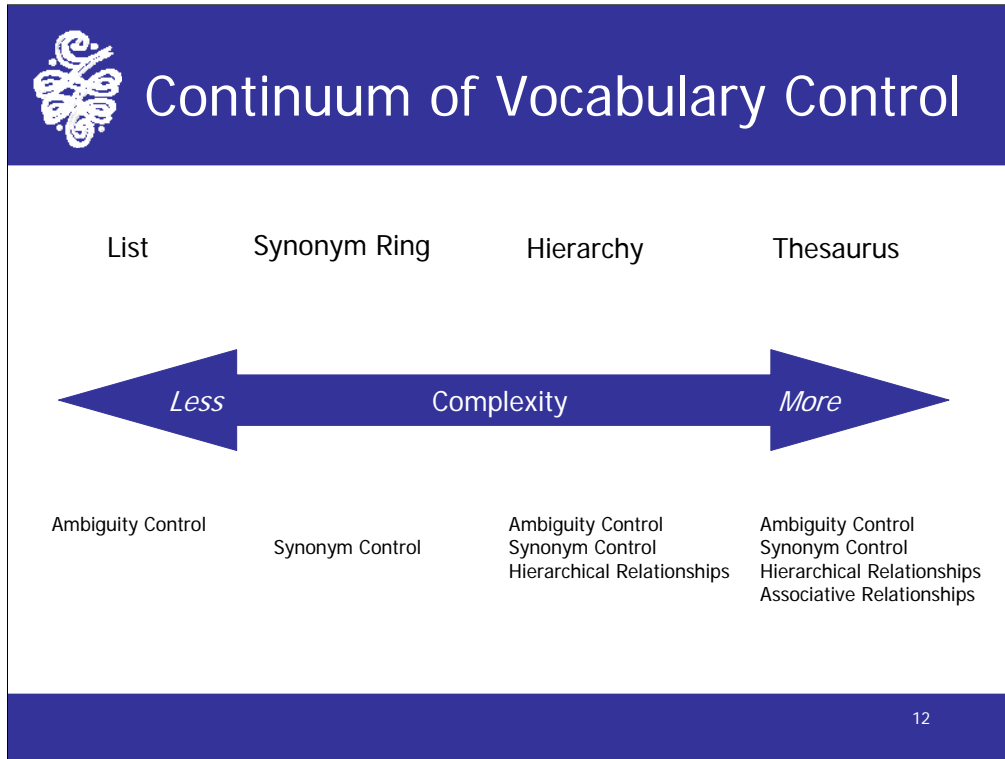 Continuum of Vocabulary Control
List Synonym Ring Hierarchy Thesaurus
Less Complexity More
Ambiguity Control
Synonym Control
Ambiguity Control
Synonym Control
Hierarchical Relationships
Ambiguity Control
Synonym Control
Hierarchical Relationships
Associative Relationships
12